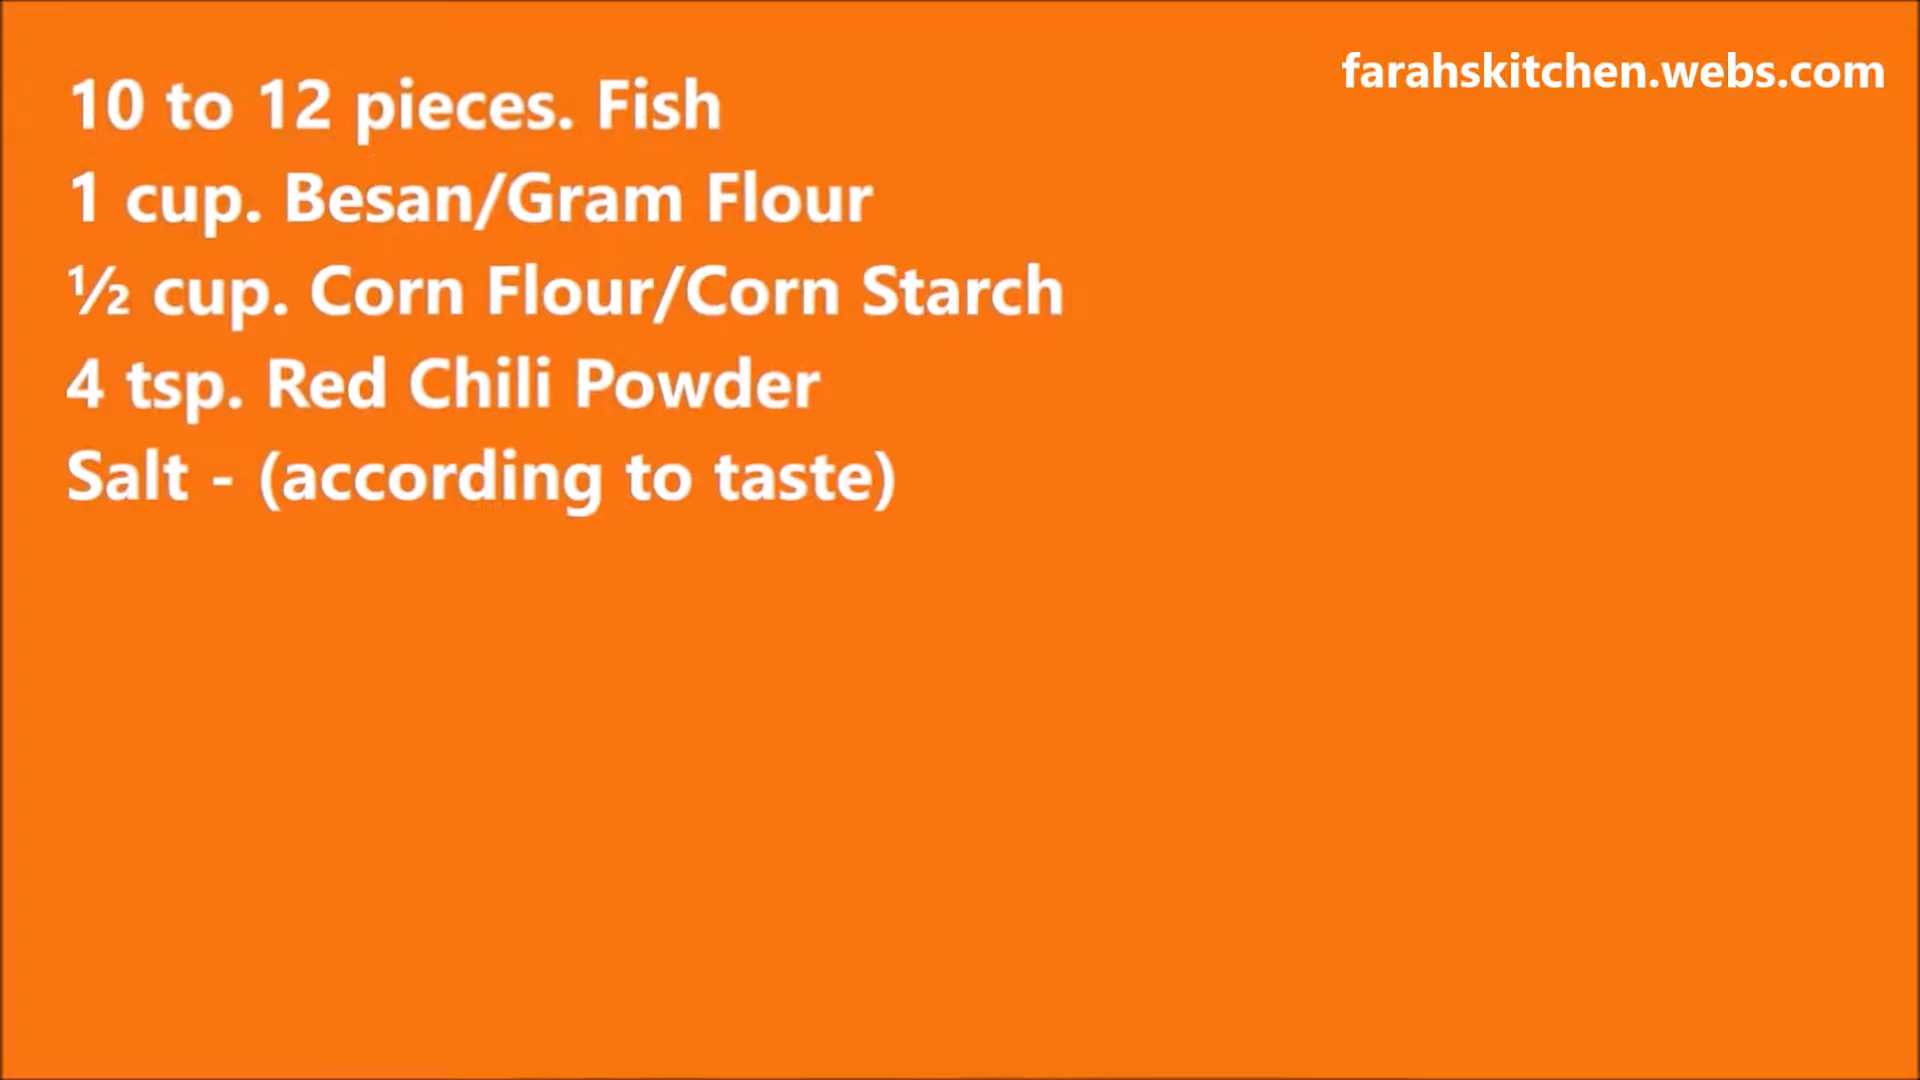 farahskitchen.webs.com
10 to 12 pieces. Fish
1 cup. Besan/Gram Flour
½ cup. Corn Flour/Corn Starch
4 tsp. Red Chili Powder
Salt - (according to taste)